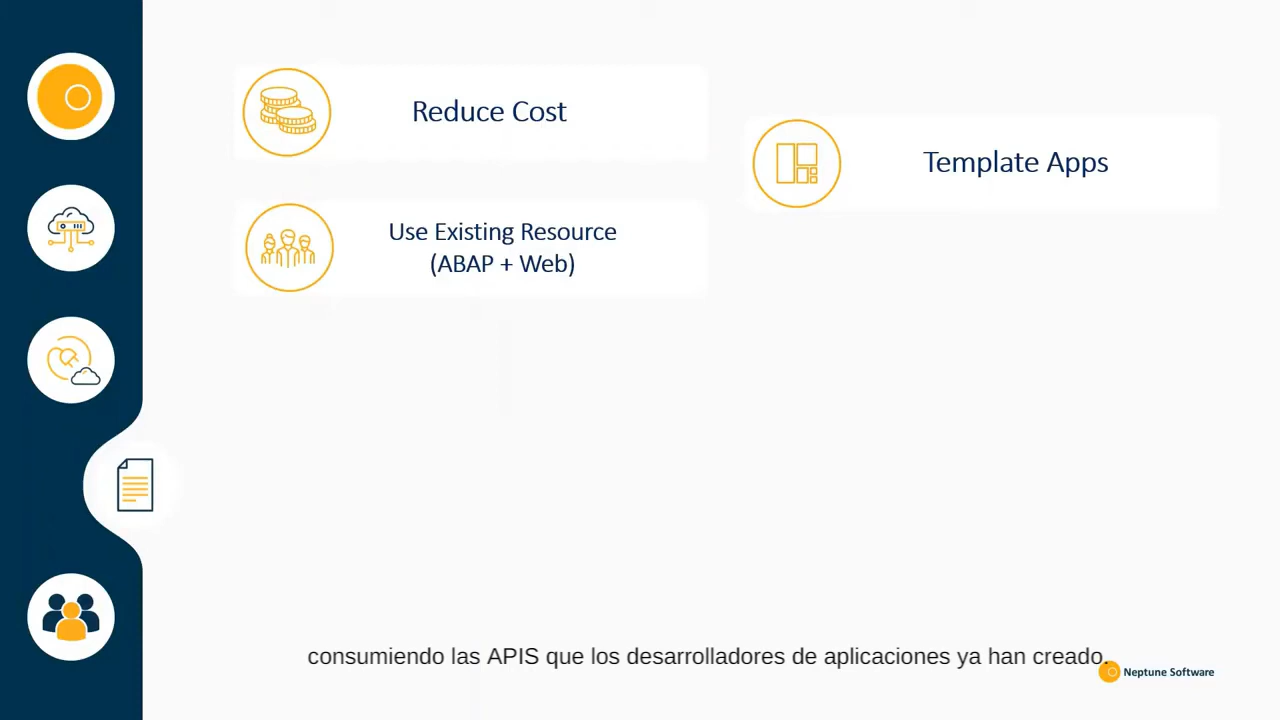 Reduce Cost
Template Apps
Use Existing Resource
(ABAP + Web)
consumiendo las APIS que los desarrolladores de aplicaciones ya han creado.
Neptune Software